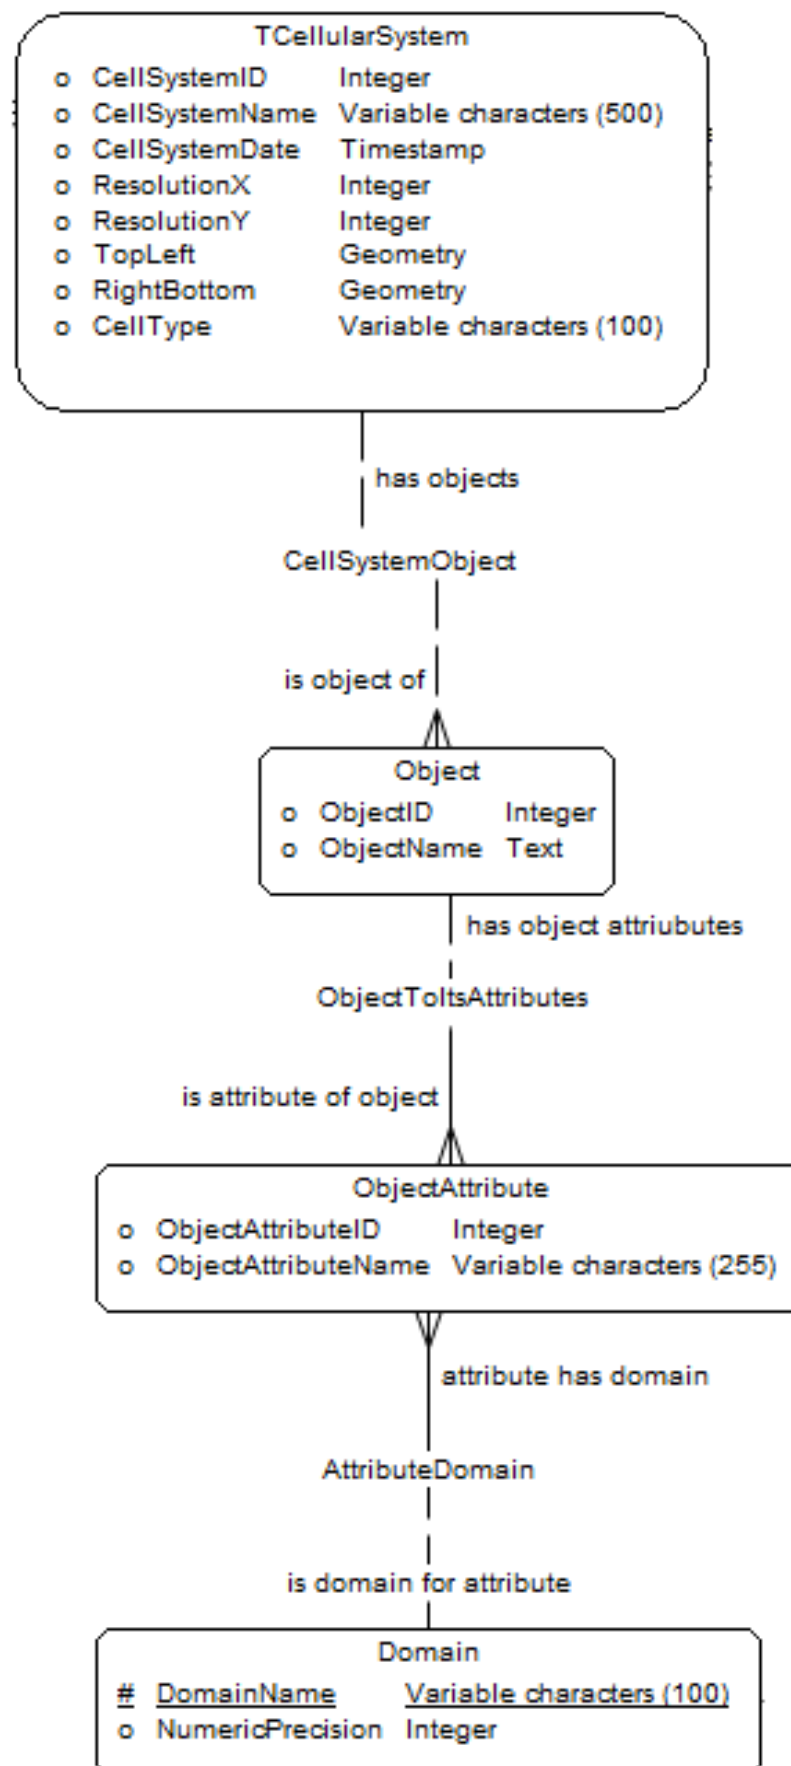 TCellularSystem
o CellSystemID Integer
o CellSystemName Variable characters (500)
o CellSystemDate Timestamp
o ResolutionX Integer
o ResolutionY Integer
o TopLeft Geometry
o RightBottom Geometry
o CellType Variable characters (100)
has objects
CellSystemObject
is object of
Object
o ObjectID Integer
o ObjectName Text
has object attriubutes
ObjectToItsAttributes
is attribute of object
ObjectAttribute
o ObjectAttributeID Integer
o ObjectAttributeName Variable characters (255)
attribute has domain
AttributeDomain
is domain for attribute
Domain
# DomainName Variable characters (100)
o NumericPrecision Integer